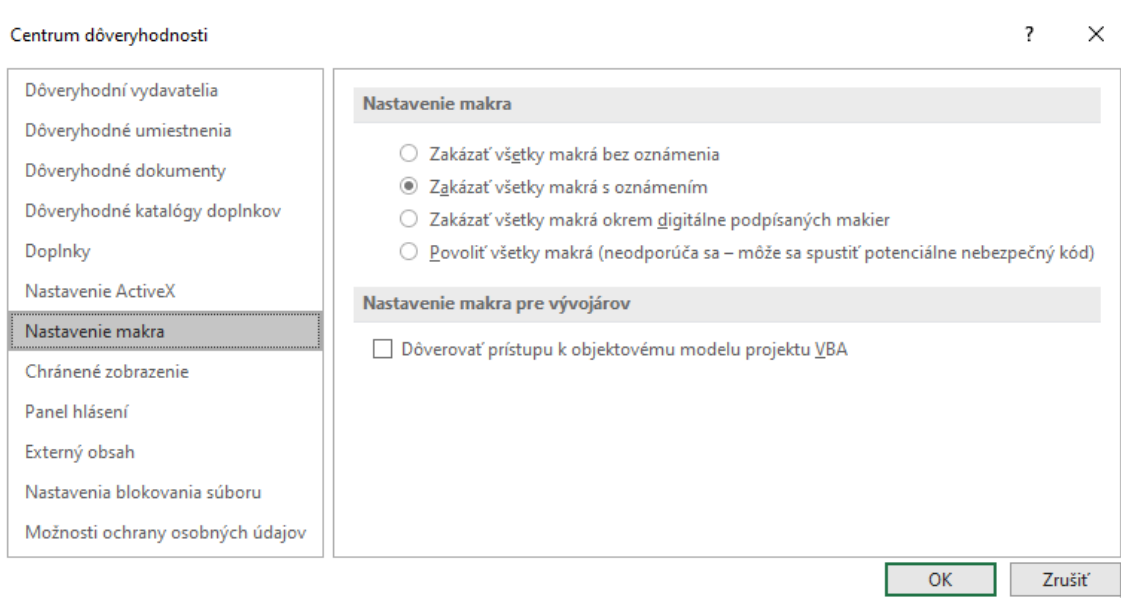 Centrum dôveryhodnosti
?
Dôveryhodní vydavatelia
Dôveryhodné umiestnenia
Dôveryhodné dokumenty
Dôveryhodné katalógy doplnkov
Doplnky
Nastavenie ActiveX
Nastavenie makra
Chránené zobrazenie
Panel hlásení
Externý obsah
Nastavenia blokovania súboru
Možnosti ochrany osobných údajov
Nastavenie makra
Zakázať všetky makrá bez oznámenia
Zakázať všetky makrá s oznámením
Zakázať všetky makrá okrem digitálne podpísaných makier
Povoliť všetky makrá (neodporúča sa – môže sa spustiť potenciálne nebezpečný kód)
Nastavenie makra pre vývojárov
Dôverovať prístupu k objektovému modelu projektu VBA
OK
Zrušiť